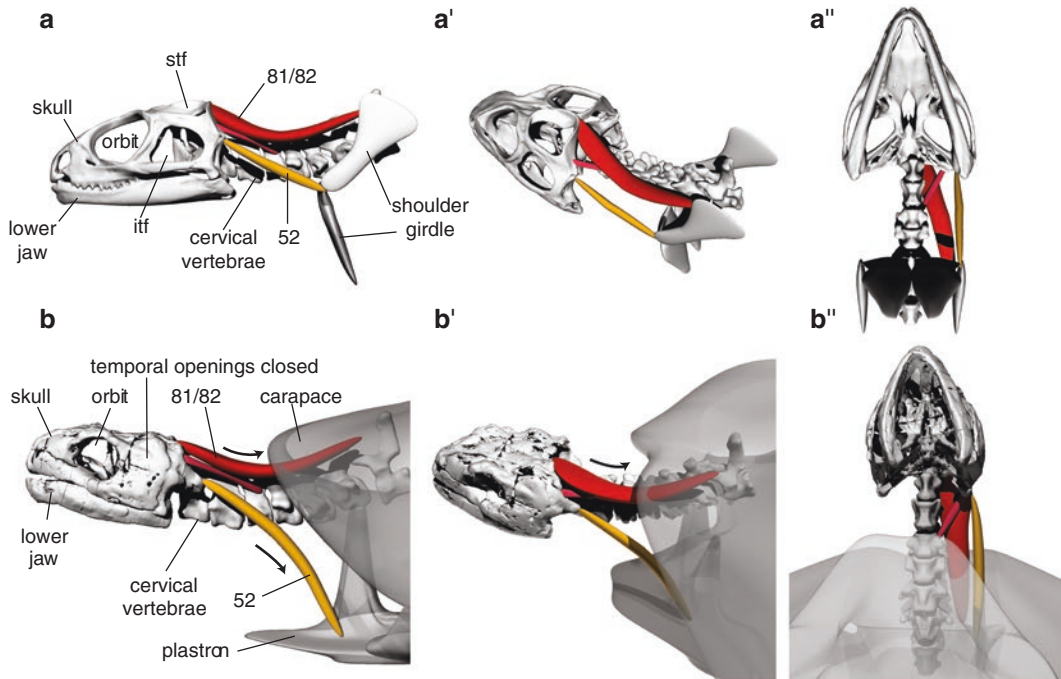 a
a'
a''
stf
81/82
skull
orbit
lower
jaw
itf
cervical
vertebrae
52
shoulder
girdle
b
b'
b''
temporal openings closed
skull
orbit
81/82
carapace
lower
jaw
cervical
vertebrae
52
plastron